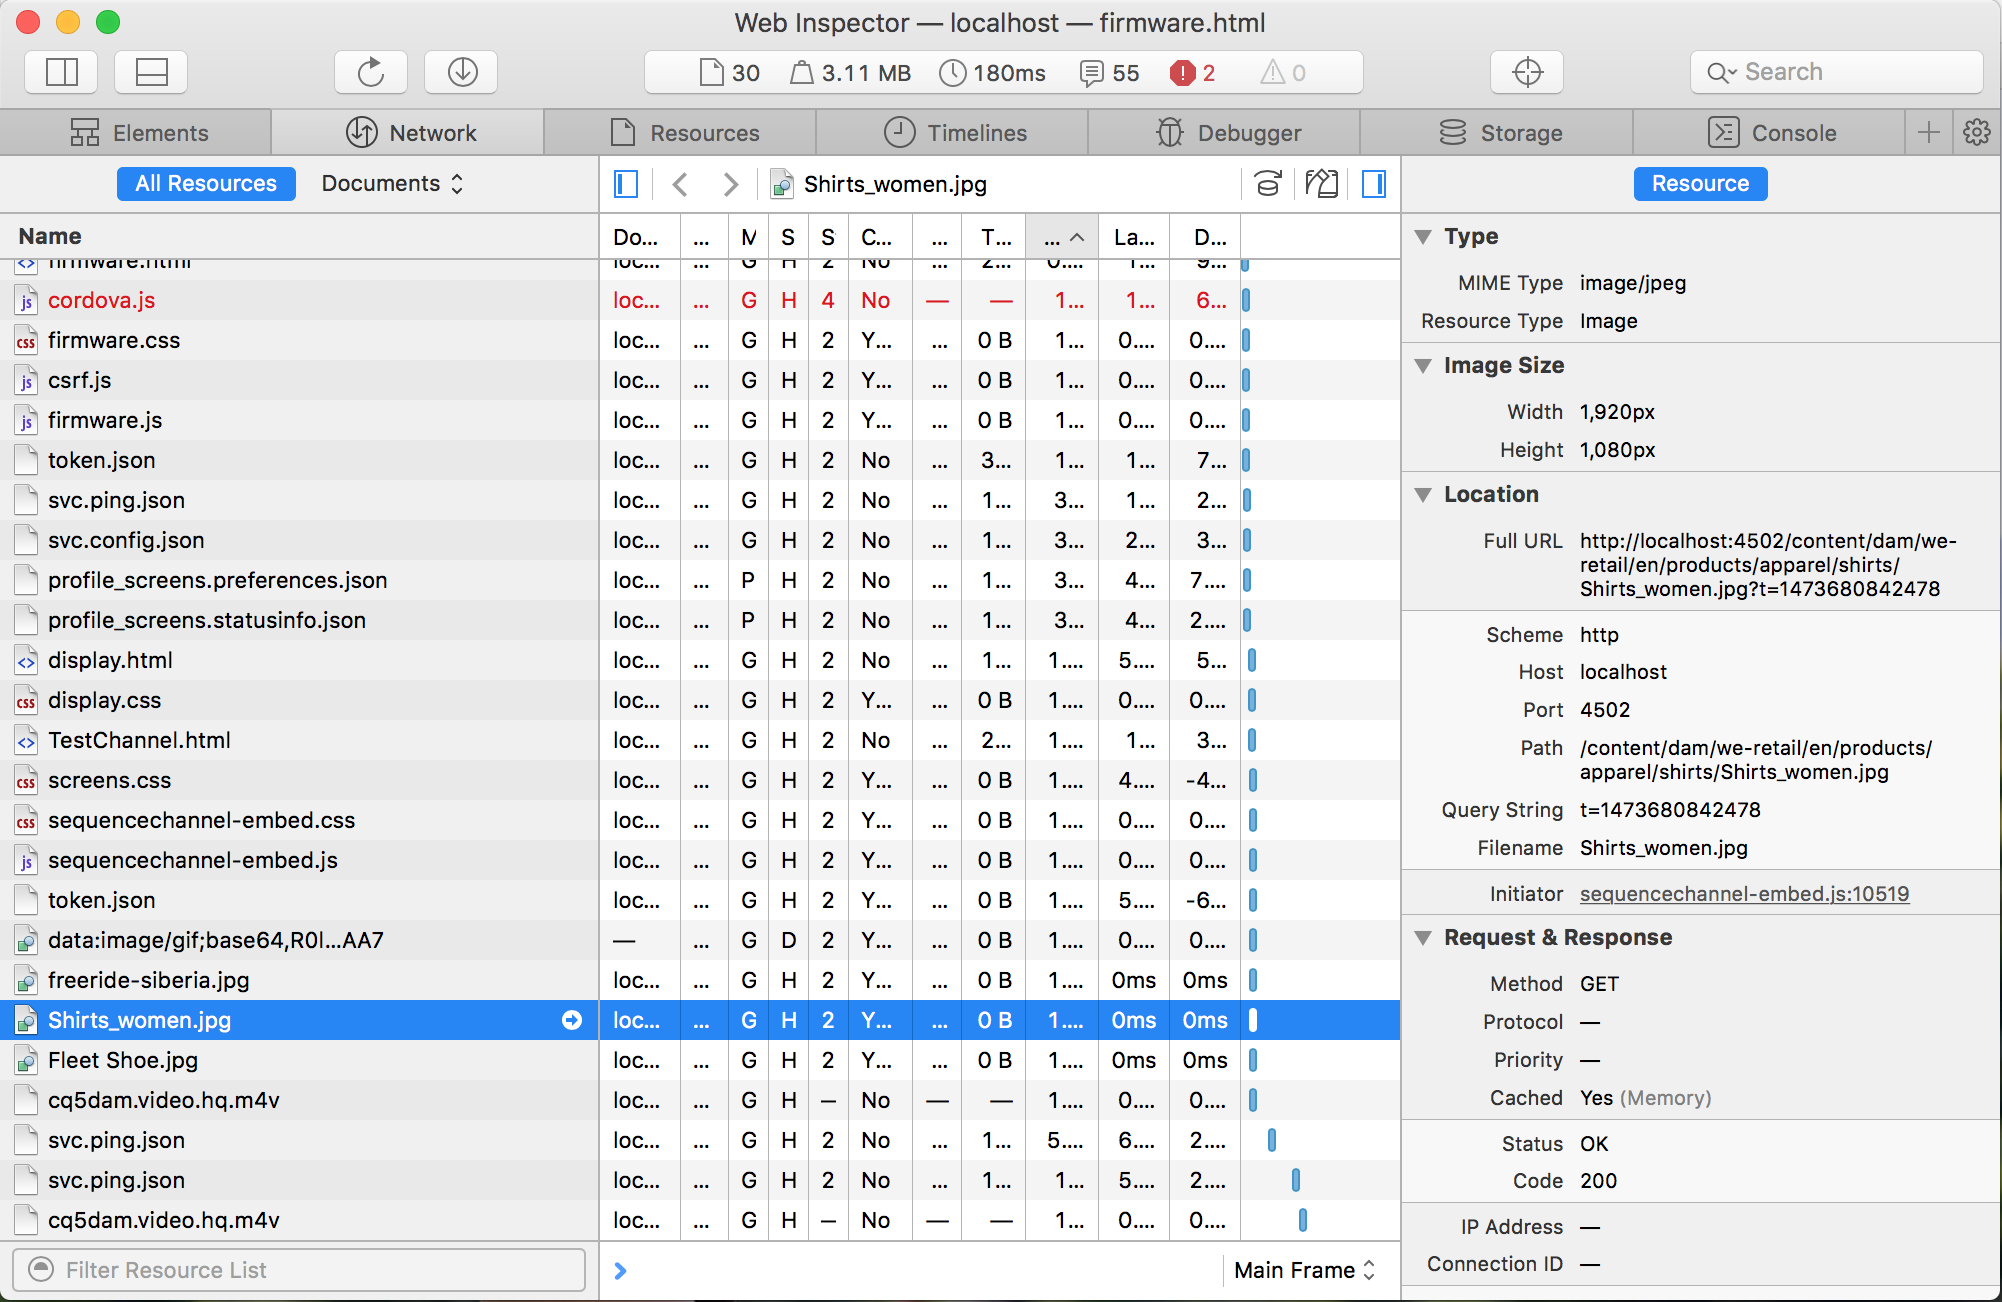 Web Inspector — localhost — firmware.html
30 3.11 MB 180ms 55 2 0 Search
Elements Network Resources Timelines Debugger Storage Console
All Resources Documents Shirts_women.jpg Resource
Name Do... ... M S S C... ... T... ... La... D...
firmware.html loc... ... G H 2 No ... 2... 0.... 1... 9...
cordova.js loc... ... G H 4 No — — 1... 1... 6...
firmware.css loc... ... G H 2 Y... ... 0 B 1... 0.... 0....
csrf.js loc... ... G H 2 Y... ... 0 B 1... 0.... 0....
firmware.js loc... ... G H 2 Y... ... 0 B 1... 0.... 0....
token.json loc... ... G H 2 No ... 3... 1... 1... 7...
svc.ping.json loc... ... G H 2 No ... 1... 3... 1... 2...
svc.config.json loc... ... G H 2 No ... 1... 3... 2... 3...
profile_screens.preferences.json loc... ... P H 2 No ... 1... 3... 4... 7....
profile_screens.statusinfo.json loc... ... P H 2 No ... 1... 3... 4... 2....
display.html loc... ... G H 2 No ... 1... 1.... 5.... 5...
display.css loc... ... G H 2 Y... ... 0 B 1.... 0.... 0....
TestChannel.html loc... ... G H 2 No ... 2... 1.... 1... 3...
screens.css loc... ... G H 2 Y... ... 0 B 1.... 4.... -4...
sequencechannel-embed.css loc... ... G H 2 Y... ... 0 B 1.... 0.... 0....
sequencechannel-embed.js loc... ... G H 2 Y... ... 0 B 1.... 0.... 0....
token.json loc... ... G H 2 Y... ... 0 B 1.... 5.... -6...
data:image/gif;base64,R0l...AA7 — ... G D 2 Y... ... 0 B 1.... 0.... 0....
freeride-siberia.jpg loc... ... G H 2 Y... ... 0 B 1.... 0ms 0ms
Shirts_women.jpg loc... ... G H 2 Y... ... 0 B 1.... 0ms 0ms
Fleet Shoe.jpg loc... ... G H 2 Y... ... 0 B 1.... 0ms 0ms
cq5dam.video.hq.m4v loc... ... G H — No — — 1.... 0.... 0....
svc.ping.json loc... ... G H 2 No ... 1... 5.... 6.... 2....
svc.ping.json loc... ... G H 2 No ... 1... 1... 5.... 2....
cq5dam.video.hq.m4v loc... ... G H — No — — 1... 0.... 0....
Filter Resource List Main Frame
Type
MIME Type image/jpeg
Resource Type Image
Image Size
Width 1,920px
Height 1,080px
Location
Full URL http://localhost:4502/content/dam/we-
retail/en/products/apparel/shirts/
Shirts_women.jpg?t=1473680842478
Scheme http
Host localhost
Port 4502
Path /content/dam/we-retail/en/products/
apparel/shirts/Shirts_women.jpg
Query String t=1473680842478
Filename Shirts_women.jpg
Initiator sequencechannel-embed.js:10519
Request & Response
Method GET
Protocol —
Priority —
Cached Yes (Memory)
Status OK
Code 200
IP Address —
Connection ID —